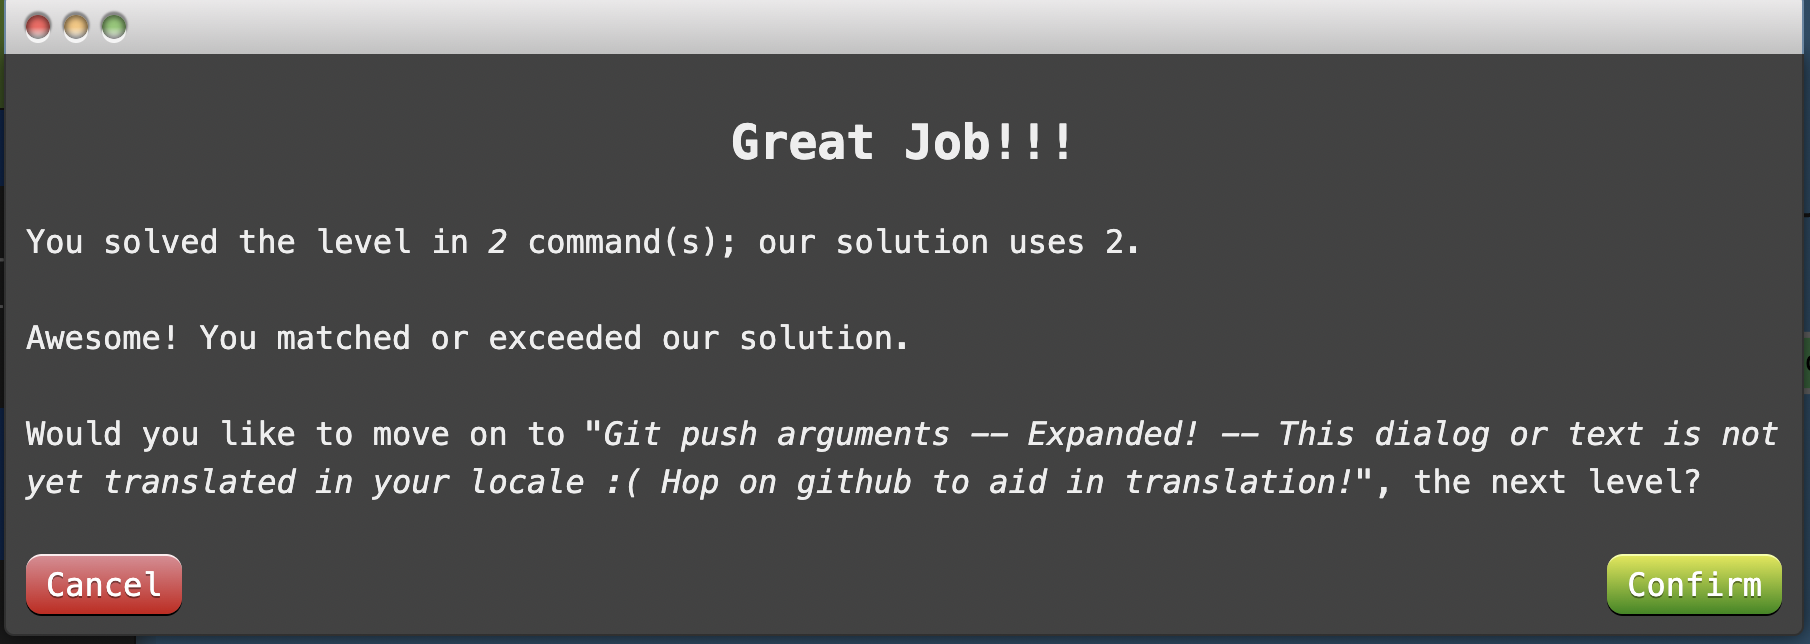 Great Job!!!
You solved the level in 2 command(s); our solution uses 2.
Awesome! You matched or exceeded our solution.
Would you like to move on to "Git push arguments -- Expanded! -- This dialog or text is not
yet translated in your locale :( Hop on github to aid in translation!", the next level?
Cancel
Confirm